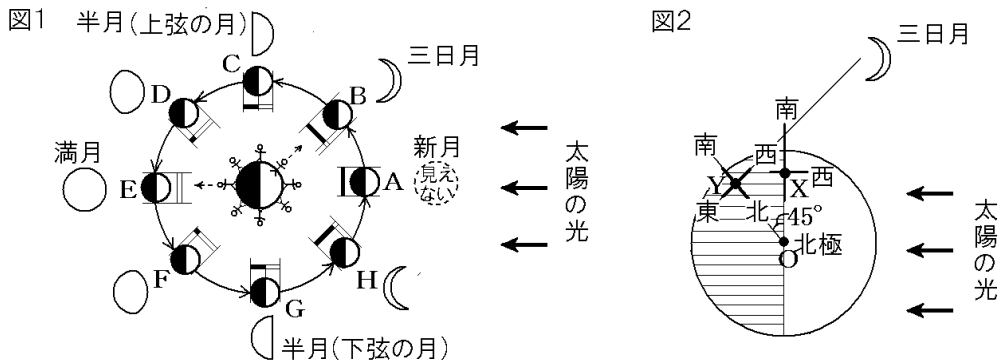 図1
半月(上弦の月)
三日月
C
D
B
満月
新月
見え
ない
E
A
太陽の光
F
H
G
半月(下弦の月)
図2
三日月
南
南
西
Y
X
西
東
北
45°
北極
O
太陽の光